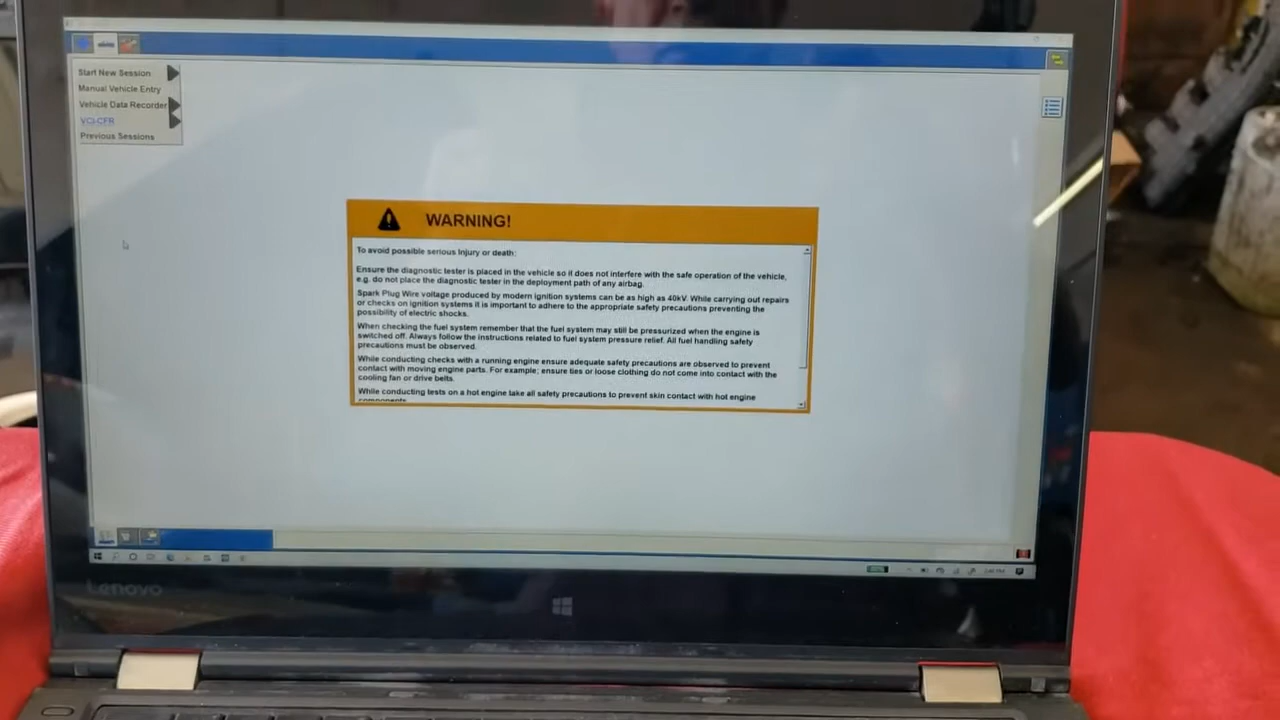 Start New Session
Manual Vehicle Entry
Vehicle Data Recorder
VCI-CFR
Previous Sessions
WARNING!
To avoid possible serious injury or death:
Ensure the diagnostic tester is placed in the vehicle so it does not interfere with the safe operation of the vehicle,
e.g. do not place the diagnostic tester in the deployment path of any airbag.
Spark Plug Wire voltage produced by modern ignition systems can be as high as 40kV. While carrying out repairs
or checks on ignition systems it is important to adhere to the appropriate safety precautions preventing the
possibility of electric shocks.
When checking the fuel system remember that the fuel system may still be pressurized when the engine is
switched off. Always follow the instructions related to fuel system pressure relief. All fuel handling safety
precautions must be observed.
While conducting checks with a running engine ensure adequate safety precautions are observed to prevent
contact with moving engine parts. For example; ensure ties or loose clothing do not come into contact with the
cooling fan or drive belts.
While conducting tests on a hot engine take all safety precautions to prevent skin contact with hot engine
components.
Lenovo